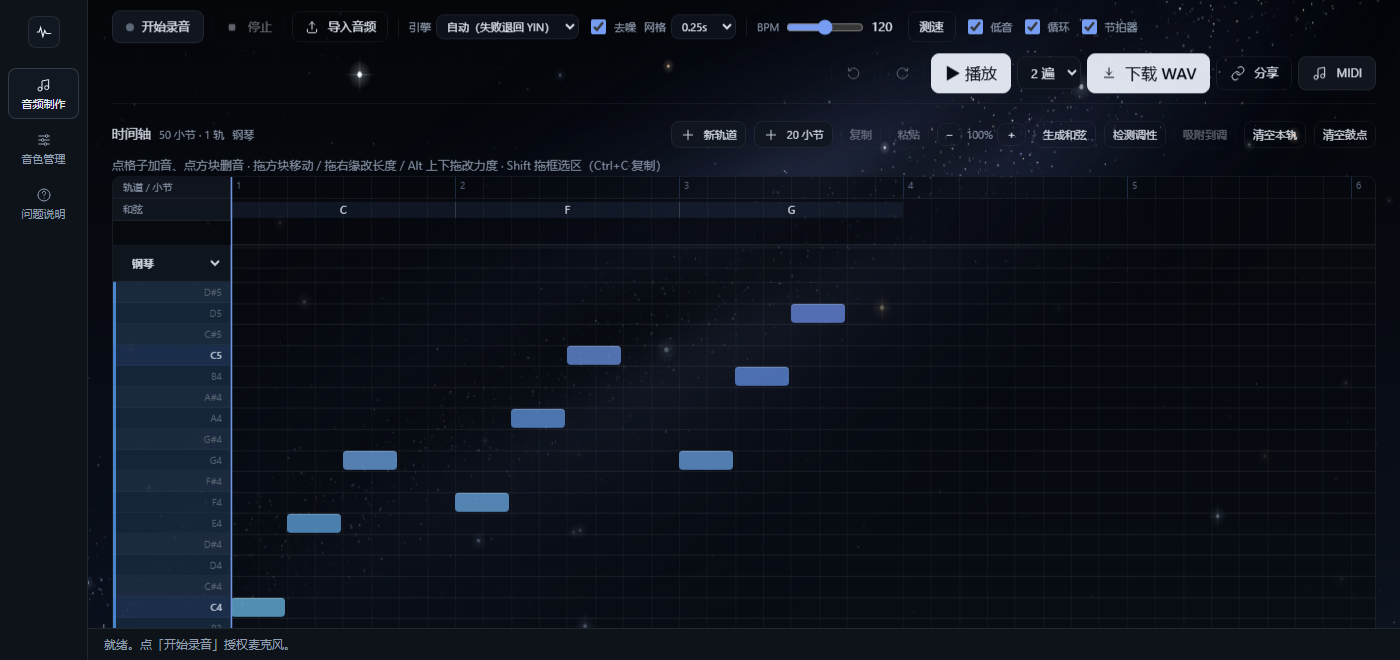 开始录音 停止 导入音频 引擎 自动（失败退回 YIN） 去噪 网格 0.25s BPM 120 测速 低音 循环 节拍器
播放 2 遍 下载 WAV 分享 MIDI
音频制作
音色管理
问题说明
时间轴 50 小节 · 1 轨 钢琴 新轨道 20 小节 复制 粘贴 − 100% + 生成和弦 检测调性 吸附到调 清空本轨 清空鼓点
点格子加音、点方块删音 · 拖方块移动 / 拖右缘改长度 / Alt 上下拖改力度 · Shift 拖框选区（Ctrl+C 复制）
轨道 / 小节 1 2 3 4 5 6
和弦 C F G
钢琴
D#5
D5
C#5
C5
B4
A#4
A4
G#4
G4
F#4
F4
E4
D#4
D4
C#4
C4
就绪。点「开始录音」授权麦克风。